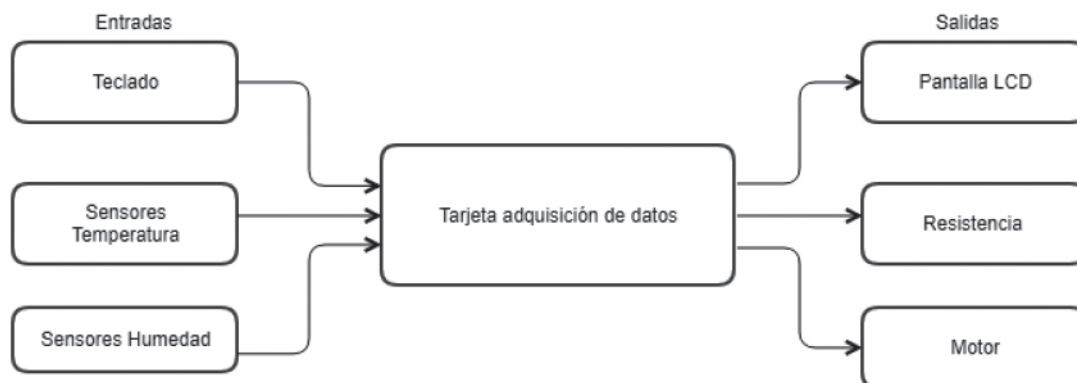 Entradas
Salidas
Teclado
Pantalla LCD
Sensores
Temperatura
Tarjeta adquisición de datos
Resistencia
Sensores Humedad
Motor